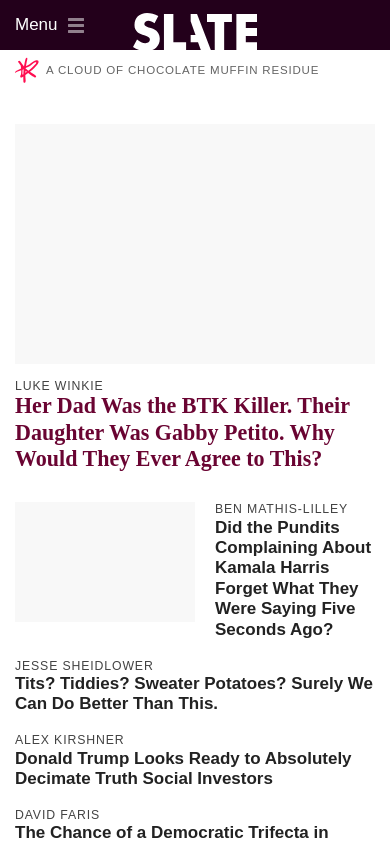 Menu
SLATE
A CLOUD OF CHOCOLATE MUFFIN RESIDUE
LUKE WINKIE
Her Dad Was the BTK Killer. Their
Daughter Was Gabby Petito. Why
Would They Ever Agree to This?
BEN MATHIS-LILLEY
Did the Pundits
Complaining About
Kamala Harris
Forget What They
Were Saying Five
Seconds Ago?
JESSE SHEIDLOWER
Tits? Tiddies? Sweater Potatoes? Surely We
Can Do Better Than This.
ALEX KIRSHNER
Donald Trump Looks Ready to Absolutely
Decimate Truth Social Investors
DAVID FARIS
The Chance of a Democratic Trifecta in